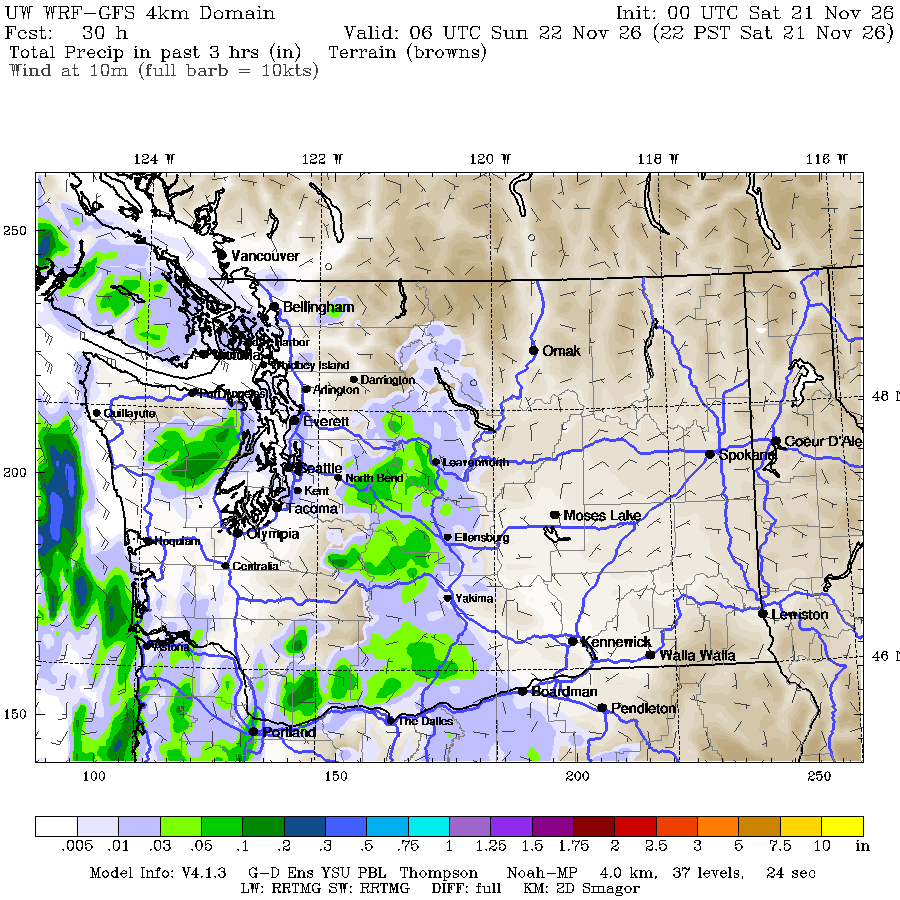 UW WRF-GFS 4km Domain Init: 00 UTC Sat 21 Nov 26
Fcst: 30 h Valid: 06 UTC Sun 22 Nov 26 (22 PST Sat 21 Nov 26)
Total Precip in past 3 hrs (in) Terrain (browns)
Wind at 10m (full barb = 10kts)
124 W 122 W 120 W 118 W 116 W
250
Vancouver
Bellingham
Omak
Whidbey Island
Darrington
Arlington
Port Angeles
48 N
Quillayute
Everett
Coeur D'Ale
Spokane
Leavenworth
200
Seattle
North Bend
Kent
Tacoma
Moses Lake
Olympia
Ellensburg
Hoquiam
Centralia
Yakima
Lewiston
Kennewick
Astoria
Walla Walla
46 N
Boardman
Pendleton
150
The Dalles
Portland
100 150 200 250
.005 .01 .03 .05 .1 .2 .3 .5 .75 1 1.25 1.5 1.75 2 2.5 3 5 7.5 10 in
Model Info: V4.1.3 G-D Ens YSU PBL Thompson Noah-MP 4.0 km, 37 levels, 24 sec
LW: RRTMG SW: RRTMG DIFF: full KM: 2D Smagor